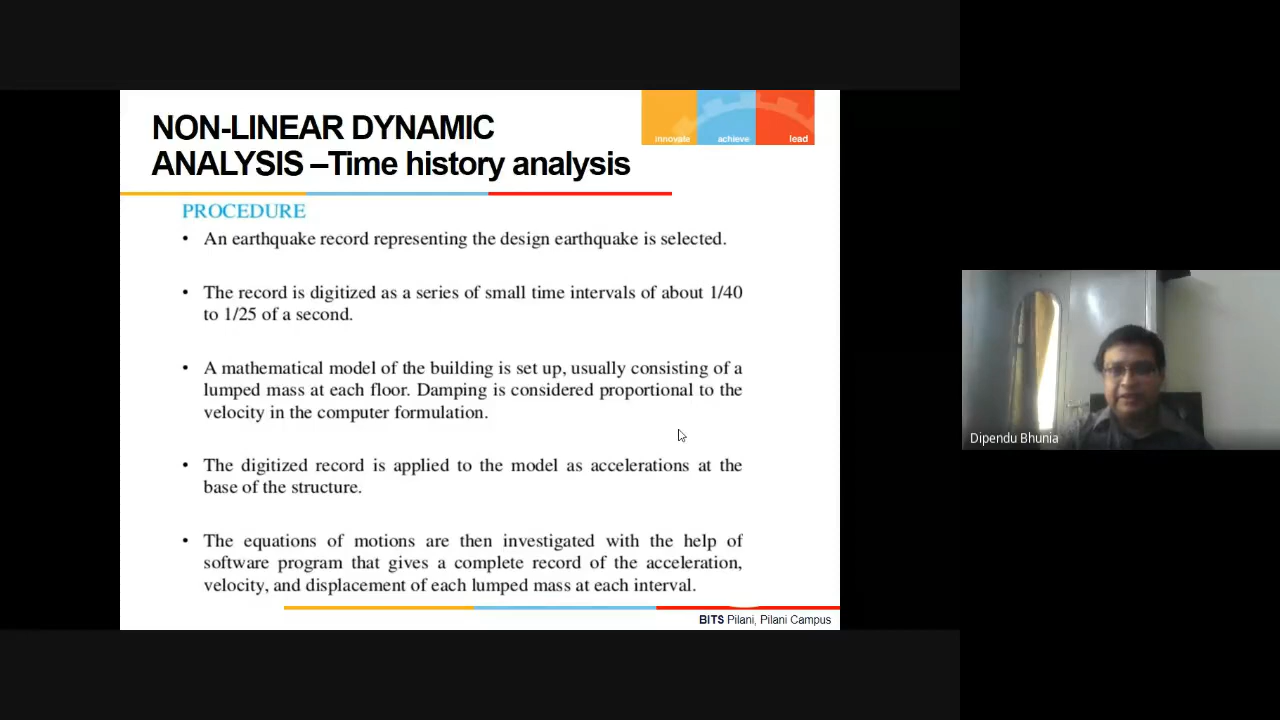 NON-LINEAR DYNAMIC
ANALYSIS –Time history analysis
innovate achieve lead
PROCEDURE
• An earthquake record representing the design earthquake is selected.
• The record is digitized as a series of small time intervals of about 1/40
to 1/25 of a second.
• A mathematical model of the building is set up, usually consisting of a
lumped mass at each floor. Damping is considered proportional to the
velocity in the computer formulation.
• The digitized record is applied to the model as accelerations at the
base of the structure.
• The equations of motions are then investigated with the help of
software program that gives a complete record of the acceleration,
velocity, and displacement of each lumped mass at each interval.
BITS Pilani, Pilani Campus
Dipendu Bhunia